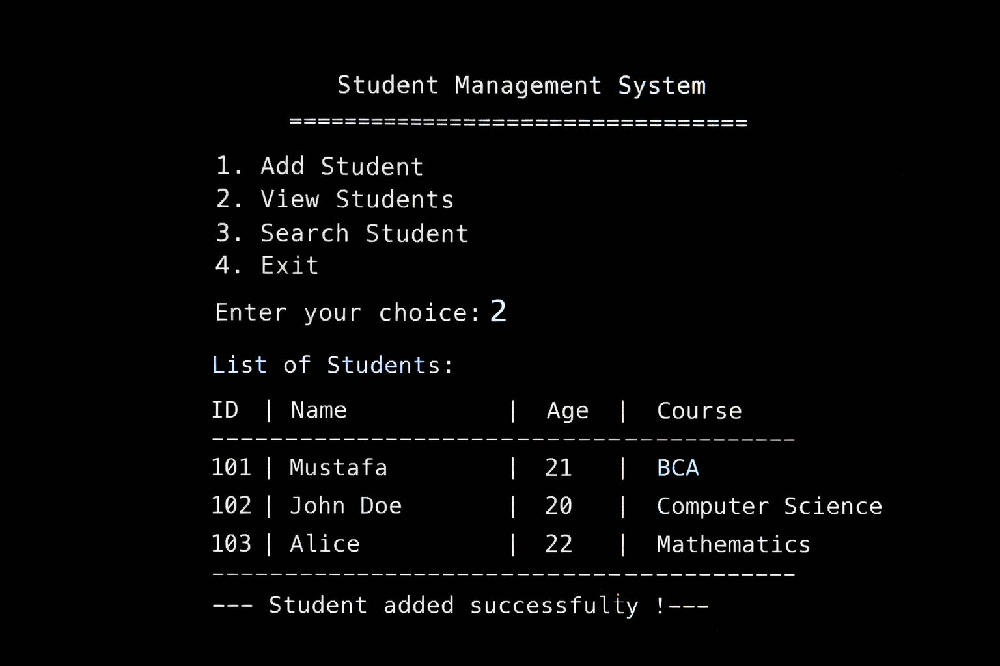 Student Management System
=================================
1. Add Student
2. View Students
3. Search Student
4. Exit
Enter your choice: 2
List of Students:
ID | Name | Age | Course
----------------------------------------
101 | Mustafa | 21 | BCA
102 | John Doe | 20 | Computer Science
103 | Alice | 22 | Mathematics
----------------------------------------
--- Student added successfulty !---